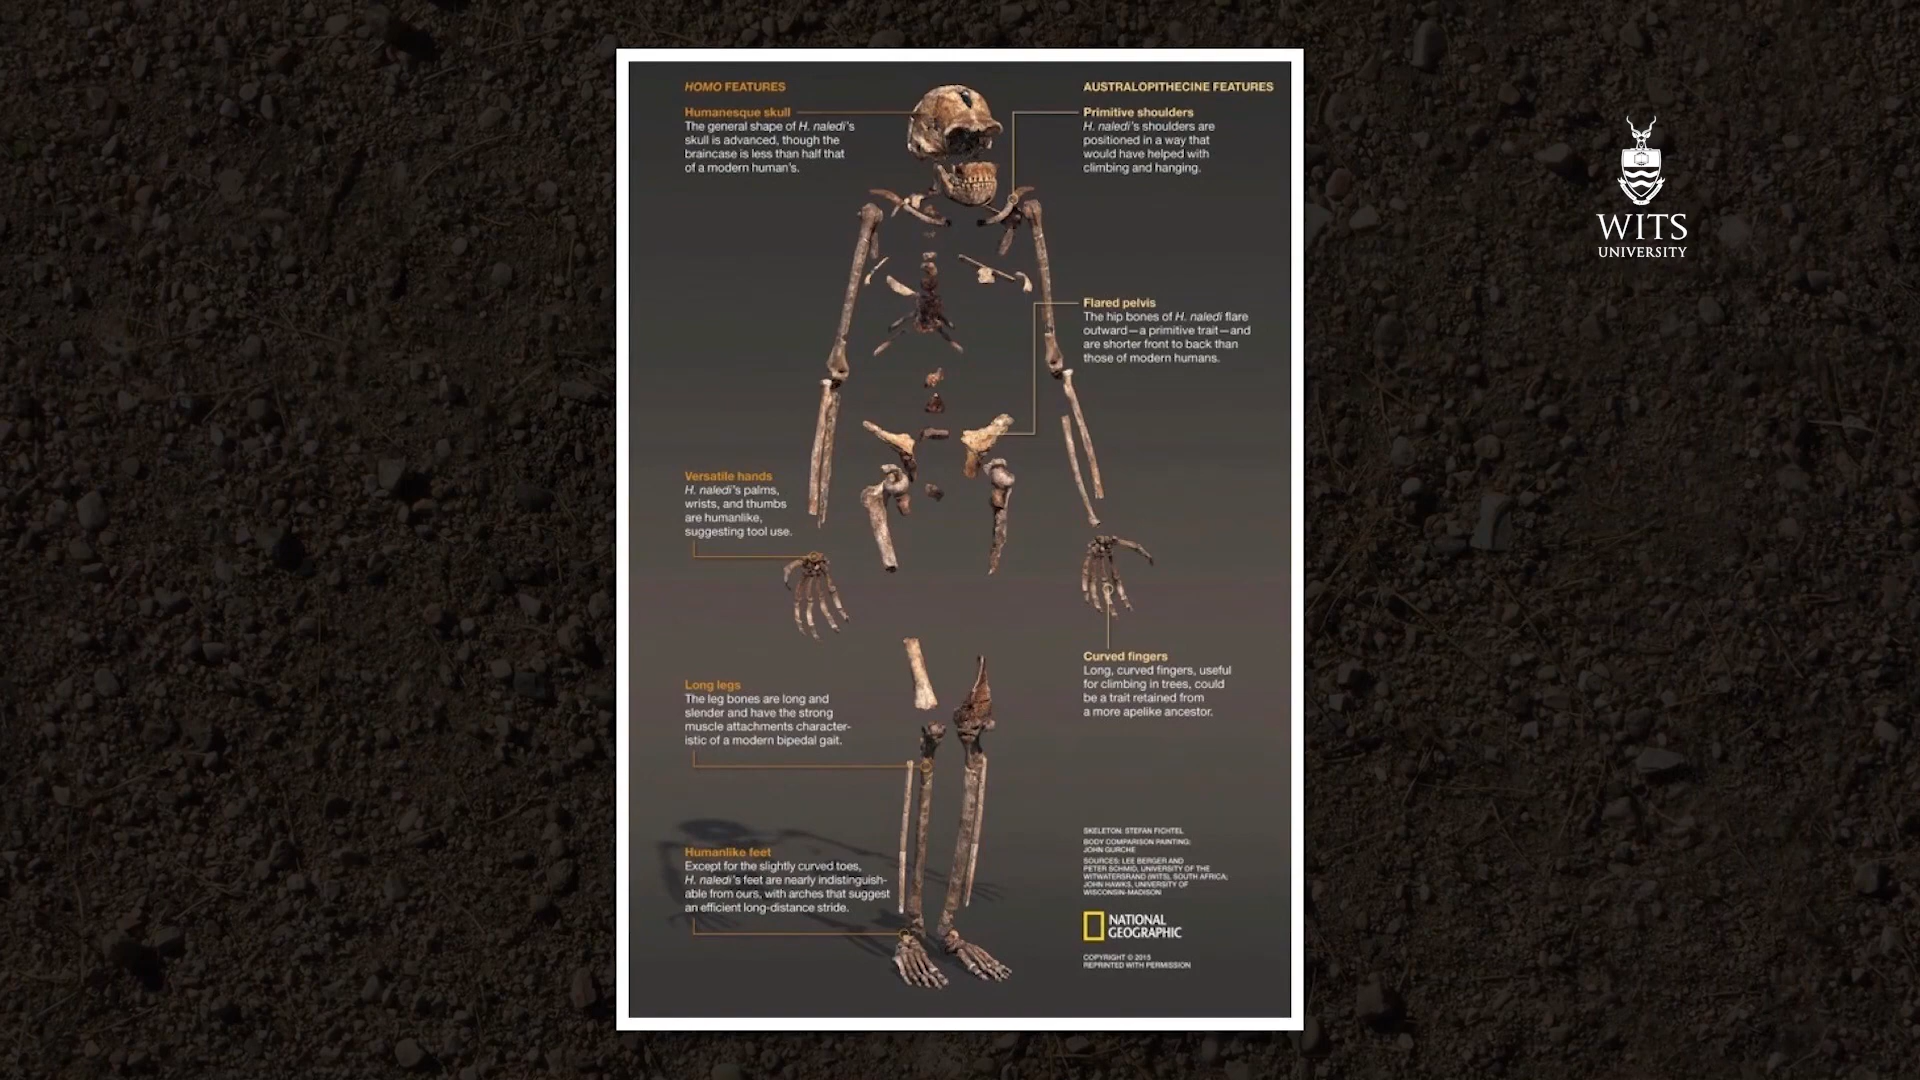 HOMO FEATURES
Humanesque skull
The general shape of H. naledi's
skull is advanced, though the
braincase is less than half that
of a modern human's.
Versatile hands
H. naledi's palms,
wrists, and thumbs
are humanlike,
suggesting tool use.
Long legs
The leg bones are long and
slender and have the strong
muscle attachments character-
istic of a modern bipedal gait.
Humanlike feet
Except for the slightly curved toes,
H. naledi's feet are nearly indistinguish-
able from ours, with arches that suggest
an efficient long-distance stride.
AUSTRALOPITHECINE FEATURES
Primitive shoulders
H. naledi's shoulders are
positioned in a way that
would have helped with
climbing and hanging.
Flared pelvis
The hip bones of H. naledi flare
outward—a primitive trait—and
are shorter front to back than
those of modern humans.
Curved fingers
Long, curved fingers, useful
for climbing in trees, could
be a trait retained from
a more apelike ancestor.
SKELETON: STEFAN FICHTEL
BODY COMPARISON PAINTING:
JOHN GURCHE
SOURCES: LEE BERGER AND
PETER SCHMID, UNIVERSITY OF THE
WITWATERSRAND (WITS), SOUTH AFRICA;
JOHN HAWKS, UNIVERSITY OF
WISCONSIN-MADISON
NATIONAL
GEOGRAPHIC
COPYRIGHT © 2015
REPRINTED WITH PERMISSION
WITS
UNIVERSITY